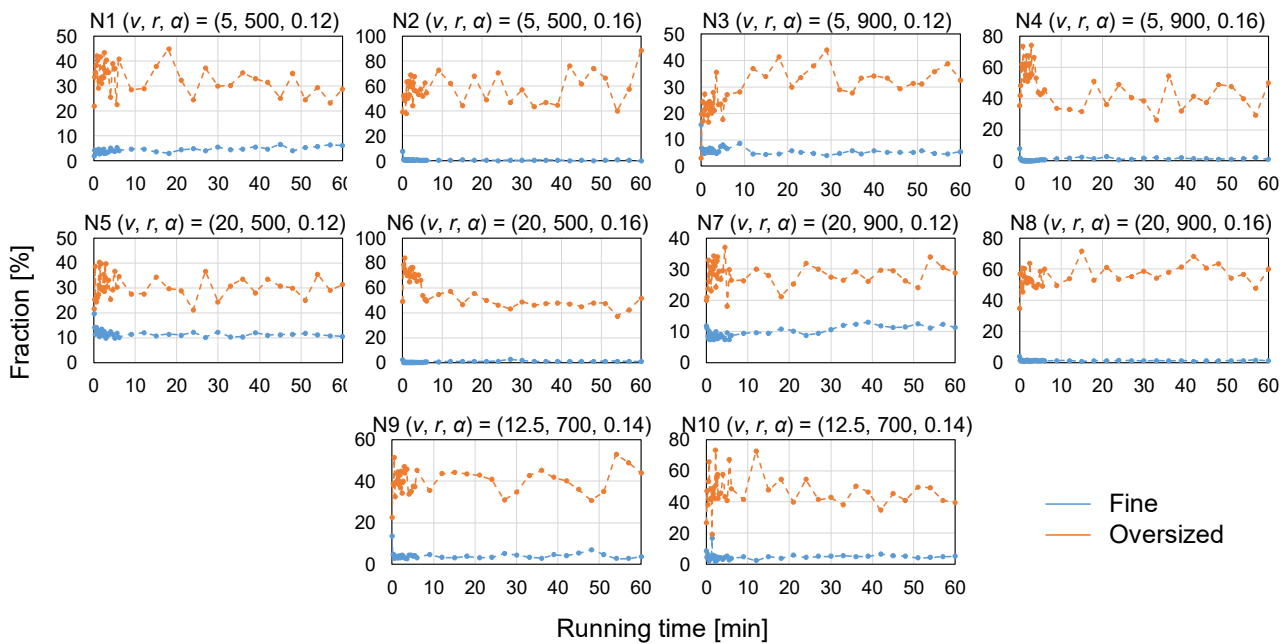 N1 (v, r, α) = (5, 500, 0.12) N2 (v, r, α) = (5, 500, 0.16) N3 (v, r, α) = (5, 900, 0.12) N4 (v, r, α) = (5, 900, 0.16)
50 100 50 80
40 80 40 60
30 60 30 40
20 40 20 20
10 20 10 0
0 0 0
0 10 20 30 40 50 60 0 10 20 30 40 50 60 0 10 20 30 40 50 60 0 10 20 30 40 50 60
N5 (v, r, α) = (20, 500, 0.12) N6 (v, r, α) = (20, 500, 0.16) N7 (v, r, α) = (20, 900, 0.12) N8 (v, r, α) = (20, 900, 0.16)
50 100 40 80
40 80 30 60
30 60 20 40
20 40 10 20
10 20 0 0
0 0
0 10 20 30 40 50 60 0 10 20 30 40 50 60 0 10 20 30 40 50 60 0 10 20 30 40 50 60
Fraction [%]
N9 (v, r, α) = (12.5, 700, 0.14) N10 (v, r, α) = (12.5, 700, 0.14)
60 80
40 60
20 40
0 20
0
0 10 20 30 40 50 60 0 10 20 30 40 50 60
Fine
Oversized
Running time [min]